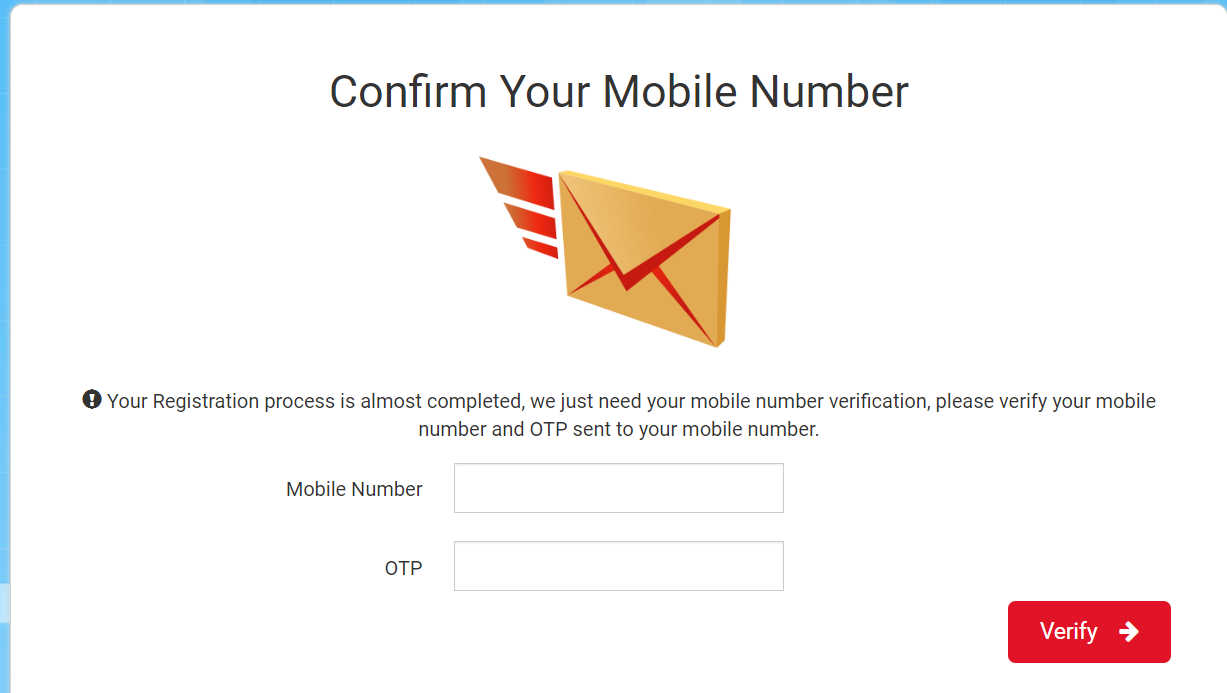 Confirm Your Mobile Number
Your Registration process is almost completed, we just need your mobile number verification, please verify your mobile
number and OTP sent to your mobile number.
Mobile Number
OTP
Verify